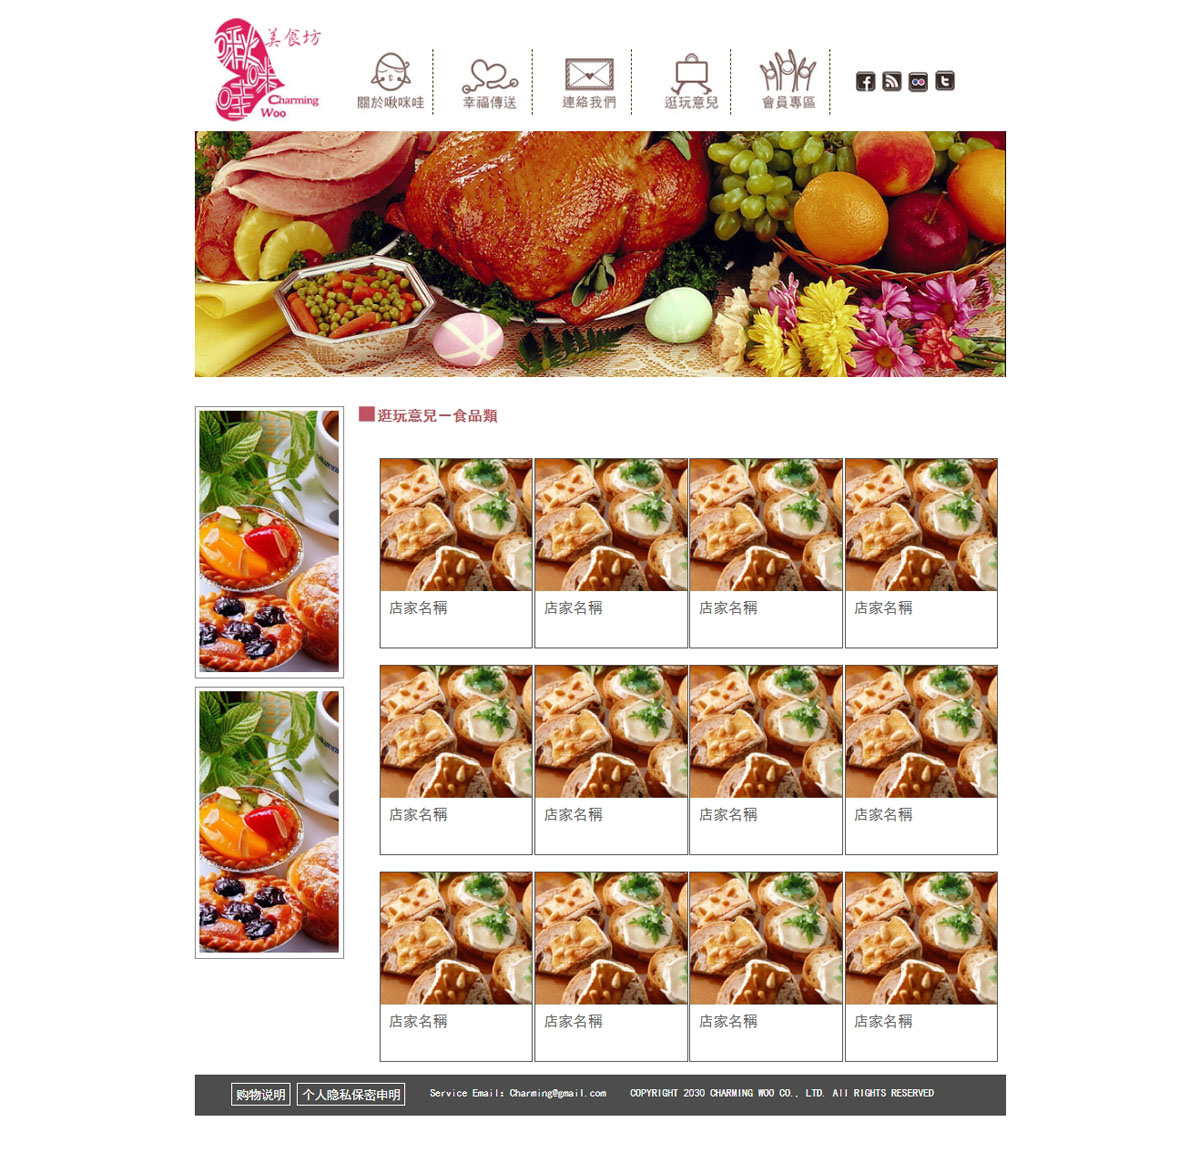 啾咪哇
美食坊
Charming
Woo
關於啾咪哇
幸福傳送
連絡我們
逛玩意兒
會員專區
逛玩意兒－食品類
店家名稱
店家名稱
店家名稱
店家名稱
店家名稱
店家名稱
店家名稱
店家名稱
店家名稱
店家名稱
店家名稱
店家名稱
购物说明
个人隐私保密申明
Service Email：Charming@gmail.com
COPYRIGHT 2030 CHARMING WOO CO., LTD. All RIGHTS RESERVED